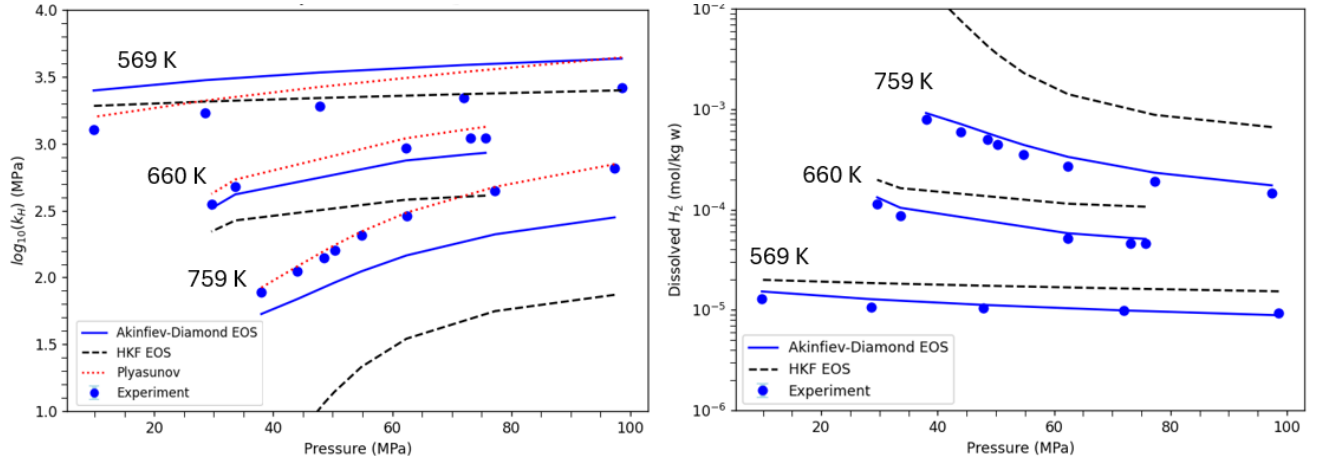 4.0
3.5
3.0
2.5
2.0
1.5
1.0
log10(kH) (MPa)
569 K
660 K
759 K
Akinfiev-Diamond EOS
HKF EOS
Plyasunov
Experiment
20
40
60
80
100
Pressure (MPa)
10⁻²
10⁻³
10⁻⁴
10⁻⁵
10⁻⁶
Dissolved H₂ (mol/kg w)
759 K
660 K
569 K
Akinfiev-Diamond EOS
HKF EOS
Experiment
20
40
60
80
100
Pressure (MPa)